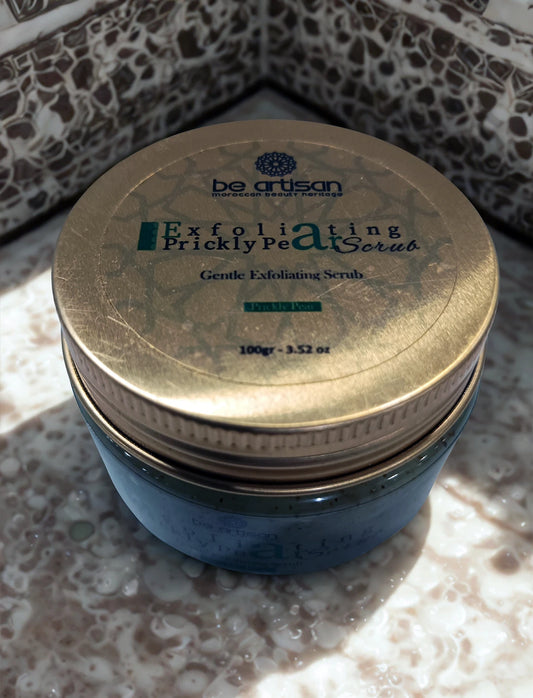 be artisan
moroccan beauty heritage
Exfoliating
Prickly Pear Scrub
Gentle Exfoliating Scrub
Prickly Pear
100gr - 3.52 oz